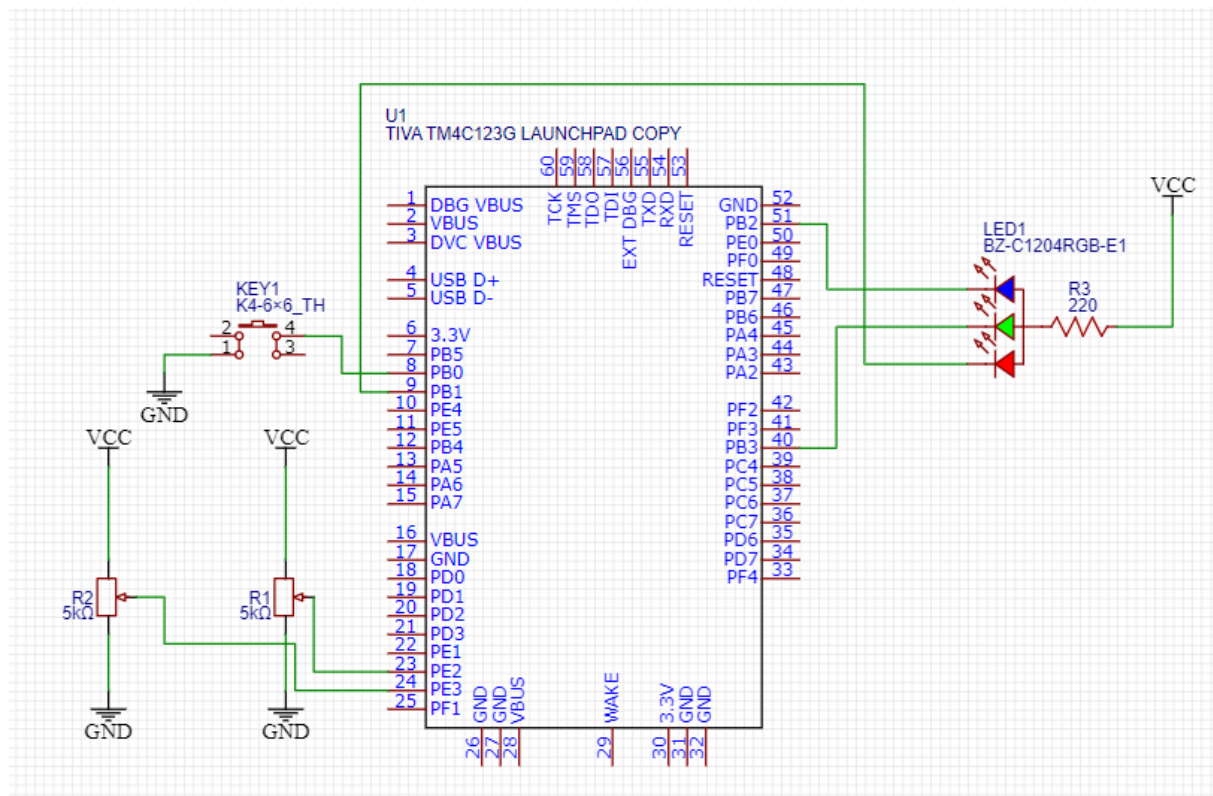 U1
TIVA TM4C123G LAUNCHPAD COPY
60
59
58
57
56
55
54
53
TCK
TMS
TDO
TDI
EXT DBG
TXD
RXD
RESET
1 DBG VBUS
2 VBUS
3 DVC VBUS
4 USB D+
5 USB D-
6 3.3V
7 PB5
8 PB0
9 PB1
10 PE4
11 PE5
12 PB4
13 PA5
14 PA6
15 PA7
16 VBUS
17 GND
18 PD0
19 PD1
20 PD2
21 PD3
22 PE1
23 PE2
24 PE3
25 PF1
GND 52
PB2 51
PE0 50
PF0 49
RESET 48
PB7 47
PB6 46
PA4 45
PA3 44
PA2 43
PF2 42
PF3 41
PB3 40
PC4 39
PC5 38
PC6 37
PC7 36
PD6 35
PD7 34
PF4 33
GND
GND
VBUS
WAKE
3.3V
GND
GND
26
27
28
29
30
31
32
KEY1
K4-6×6_TH
2 4
1 3
GND
VCC
VCC
R2
5kΩ
R1
5kΩ
GND
GND
VCC
LED1
BZ-C1204RGB-E1
R3
220